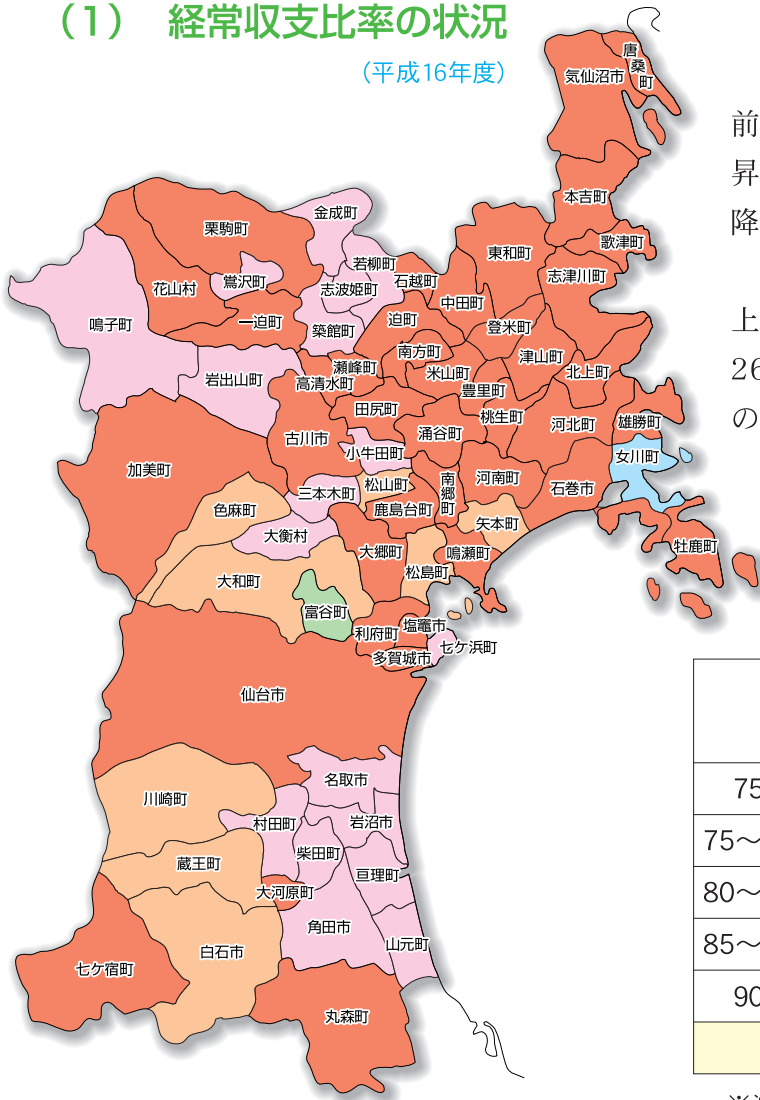 (1) 経常収支比率の状況
(平成16年度)
唐桑町
気仙沼市
本吉町
歌津町
志津川町
東和町
金成町
栗駒町
若柳町
石越町
鶯沢町
志波姫町
花山村
中田町
一迫町
迫町
鳴子町
築館町
登米町
南方町
津山町
瀬峰町
米山町
北上町
岩出山町
高清水町
豊里町
田尻町
桃生町
雄勝町
河北町
涌谷町
古川市
小牛田町
女川町
加美町
南郷町
河南町
松山町
石巻市
三本木町
色麻町
鹿島台町
矢本町
大衡村
牡鹿町
大郷町
鳴瀬町
松島町
大和町
富谷町
塩竈市
利府町
七ケ浜町
多賀城市
仙台市
名取市
川崎町
村田町
岩沼市
柴田町
蔵王町
亘理町
大河原町
角田市
山元町
白石市
七ケ宿町
丸森町
前
昇
降
上
26
の
75
75～
80～
85～
90